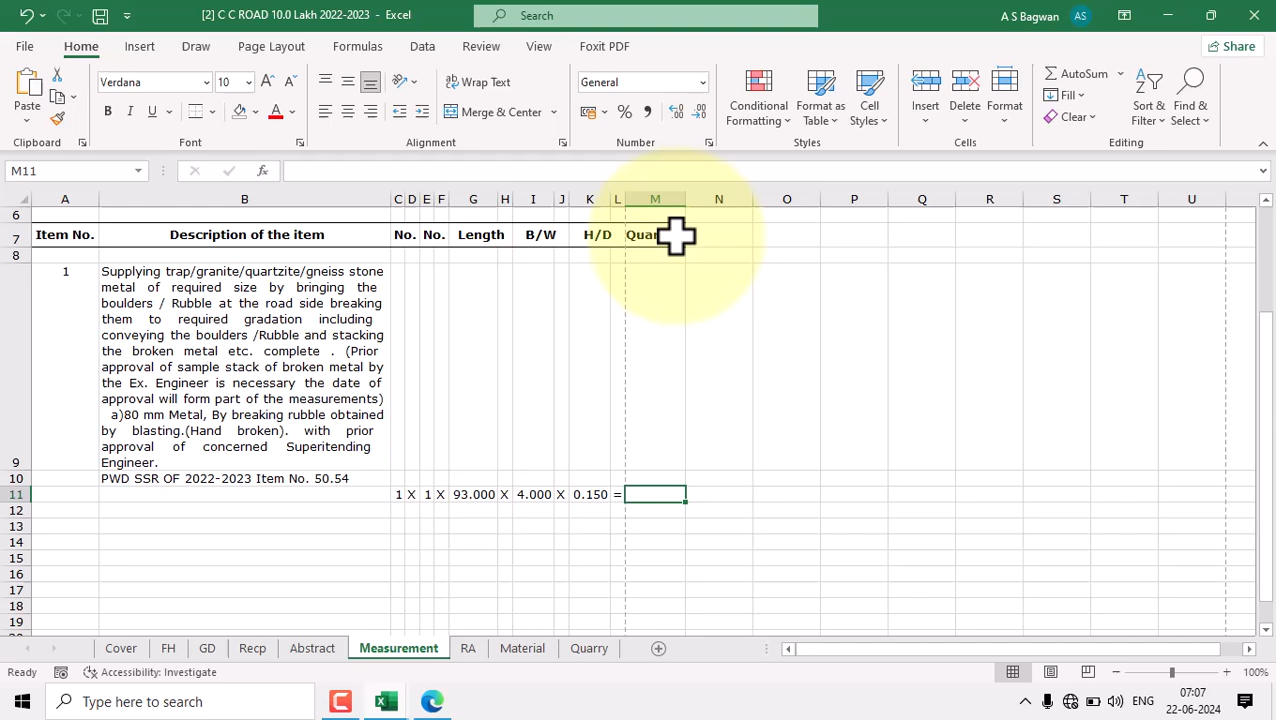 [2] C C ROAD 10.0 Lakh 2022-2023 - Excel
Search
A S Bagwan
AS
File
Home
Insert
Draw
Page Layout
Formulas
Data
Review
View
Foxit PDF
Share
Paste
Verdana
10
A A
Wrap Text
General
B I U
Merge & Center
Conditional Formatting
Format as Table
Cell Styles
Insert
Delete
Format
AutoSum
Fill
Clear
Sort & Filter
Find & Select
Clipboard
Font
Alignment
Number
Styles
Cells
Editing
M11
fx
A B C D E F G H I J K L M N O P Q R S T U
6
7 Item No. Description of the item No. No. Length B/W H/D
8
9 1 Supplying trap/granite/quartzite/gneiss stone
metal of required size by bringing the
boulders / Rubble at the road side breaking
them to required gradation including
conveying the boulders /Rubble and stacking
the broken metal etc. complete . (Prior
approval of sample stack of broken metal by
the Ex. Engineer is necessary the date of
approval will form part of the measurements)
a)80 mm Metal, By breaking rubble obtained
by blasting.(Hand broken). with prior
approval of concerned Superitending
Engineer.
10 PWD SSR OF 2022-2023 Item No. 50.54
11 1 X 1 X 93.000 X 4.000 X 0.150 =
12
13
14
15
16
17
18
19
Cover
FH
GD
Recp
Abstract
Measurement
RA
Material
Quarry
Ready
Accessibility: Investigate
100%
Type here to search
ENG
07:07
22-06-2024